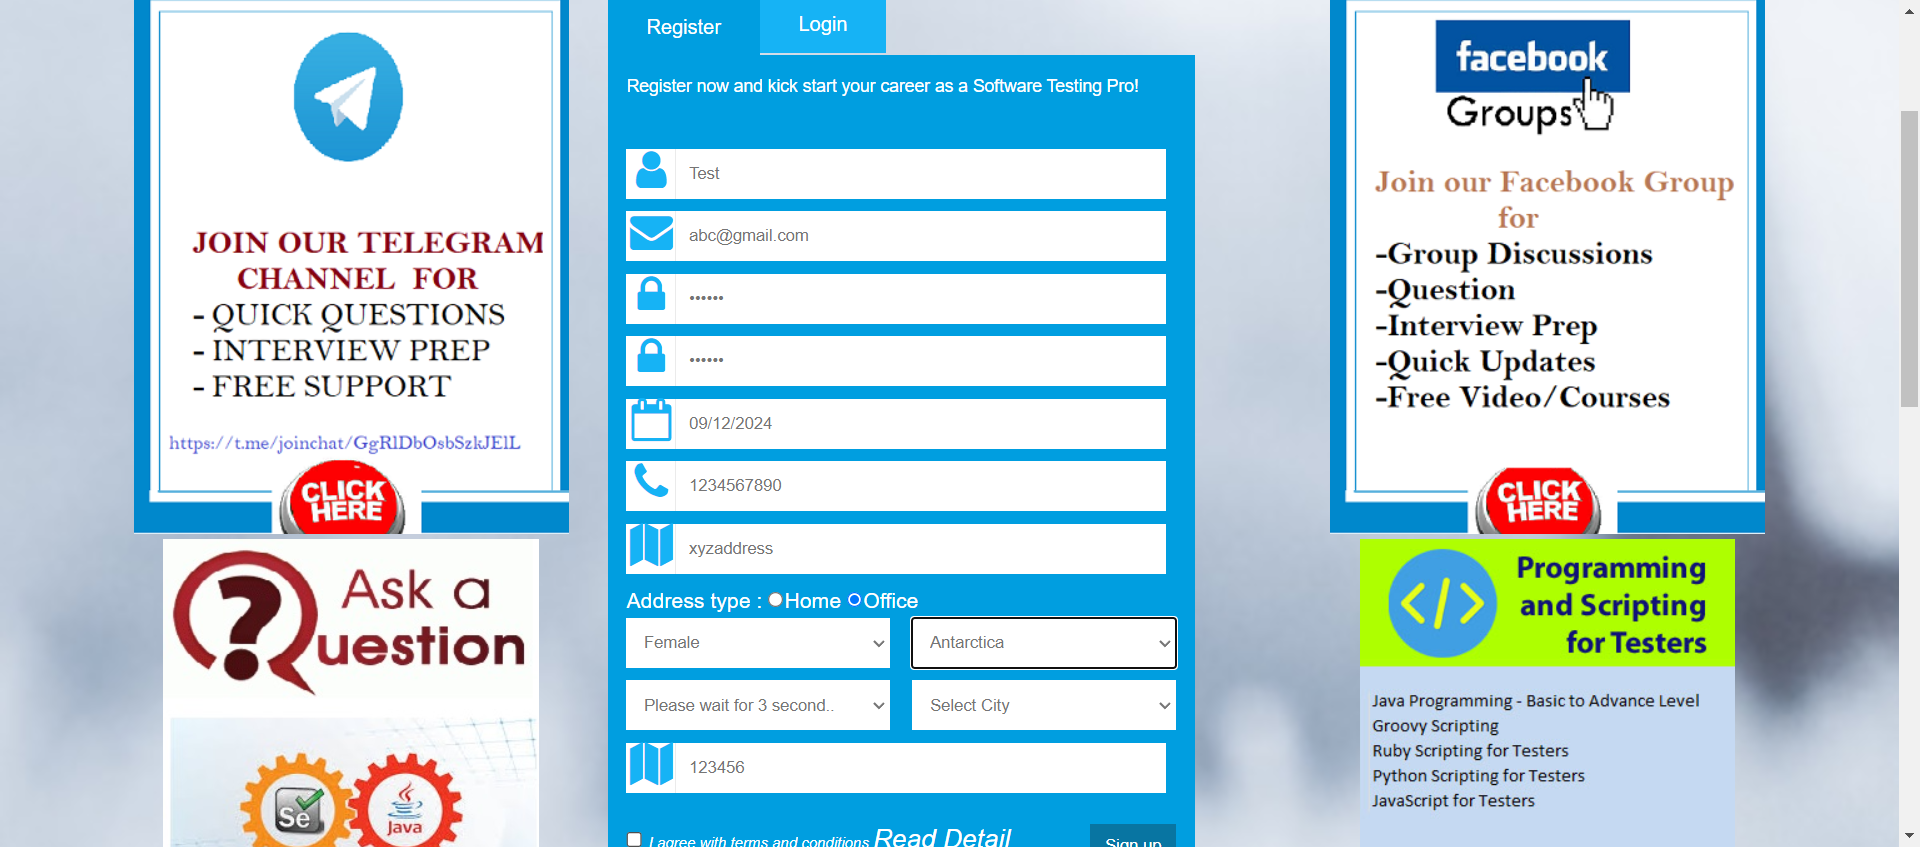 JOIN OUR TELEGRAM
CHANNEL FOR
- QUICK QUESTIONS
- INTERVIEW PREP
- FREE SUPPORT
https://t.me/joinchat/GgRlDbOsbSzkJElL
CLICK
HERE
Ask a
Question
Se
Java
Register
Login
Register now and kick start your career as a Software Testing Pro!
Test
abc@gmail.com
••••••
••••••
09/12/2024
1234567890
xyzaddress
Address type : Home Office
Female
Antarctica
Please wait for 3 second..
Select City
123456
I agree with terms and conditions Read Detail
Sign up
facebook
Groups
Join our Facebook Group
for
-Group Discussions
-Question
-Interview Prep
-Quick Updates
-Free Video/Courses
CLICK
HERE
</> Programming
and Scripting
for Testers
Java Programming - Basic to Advance Level
Groovy Scripting
Ruby Scripting for Testers
Python Scripting for Testers
JavaScript for Testers